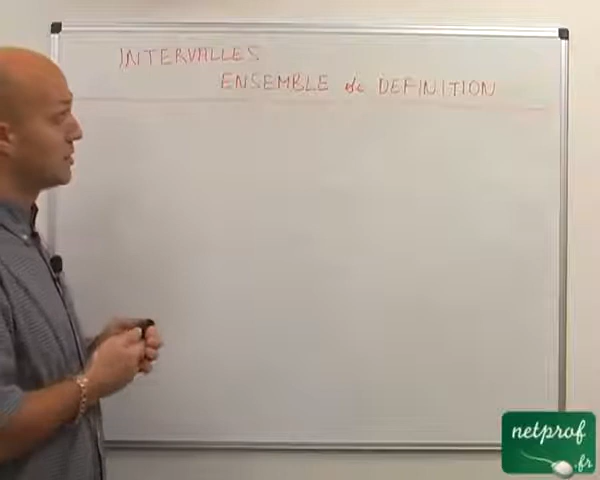 INTERVALLES
ENSEMBLE de DEFINITION
netprof
.fr